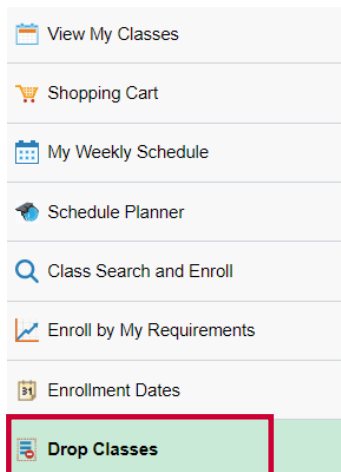 View My Classes
Shopping Cart
My Weekly Schedule
Schedule Planner
Class Search and Enroll
Enroll by My Requirements
31 Enrollment Dates
Drop Classes